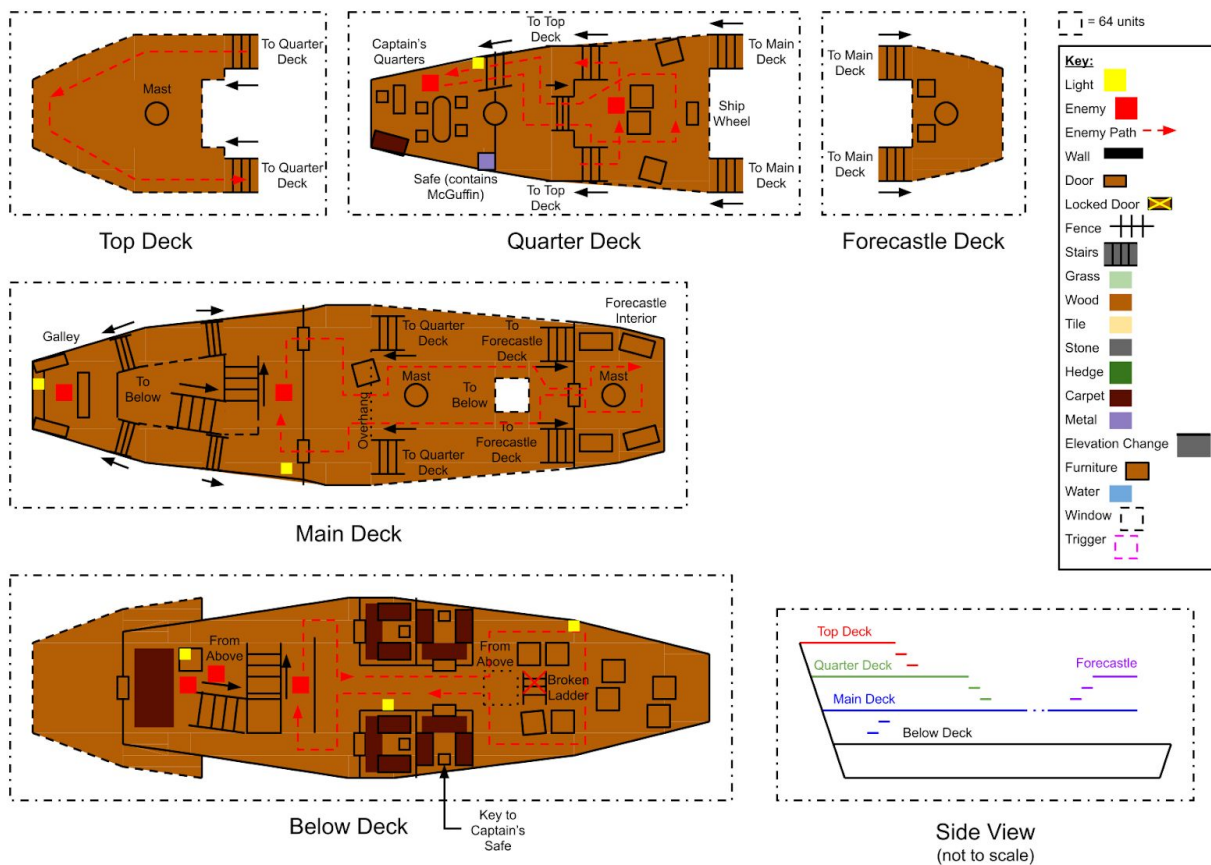 To Quarter
Deck
Mast
To Quarter
Deck
Top Deck
Captain's
Quarters
To Top
Deck
To Main
Deck
Ship
Wheel
Safe (contains
McGuffin)
To Top
Deck
To Main
Deck
Quarter Deck
To Main
Deck
To Main
Deck
Forecastle Deck
= 64 units
Key:
Light
Enemy
Enemy Path
Wall
Door
Locked Door
Fence
Stairs
Grass
Wood
Tile
Stone
Hedge
Carpet
Metal
Elevation Change
Furniture
Water
Window
Trigger
Galley
To
Below
Overhang
To Quarter
Deck
Mast
To Quarter
Deck
To
Forecastle
Deck
To
Below
To
Forecastle
Deck
Forecastle
Interior
Mast
Main Deck
From
Above
From
Above
Broken
Ladder
Key to
Captain's
Safe
Below Deck
Top Deck
Quarter Deck
Forecastle
Main Deck
Below Deck
Side View
(not to scale)